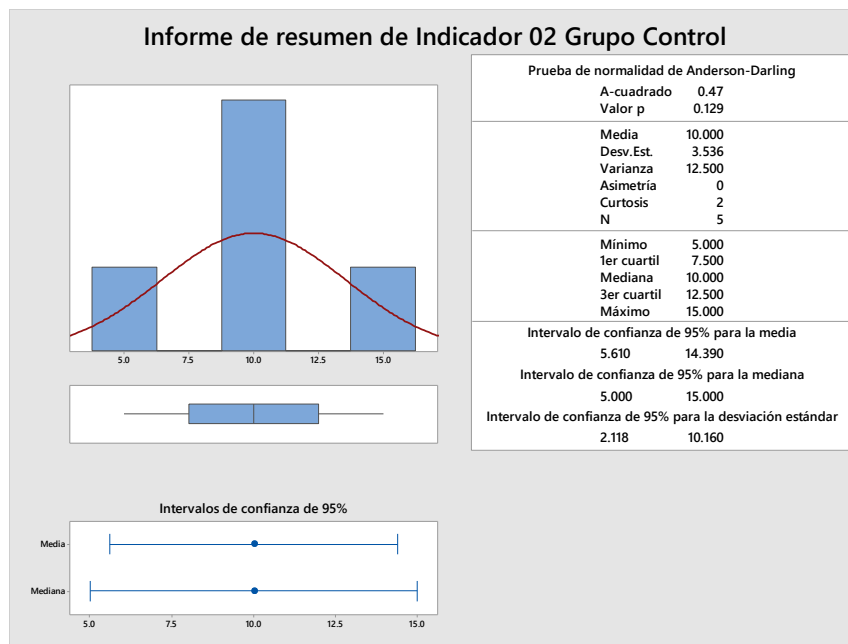 Informe de resumen de Indicador 02 Grupo Control
5.0 7.5 10.0 12.5 15.0
Prueba de normalidad de Anderson-Darling
A-cuadrado 0.47
Valor p 0.129
Media 10.000
Desv.Est. 3.536
Varianza 12.500
Asimetría 0
Curtosis 2
N 5
Mínimo 5.000
1er cuartil 7.500
Mediana 10.000
3er cuartil 12.500
Máximo 15.000
Intervalo de confianza de 95% para la media
5.610 14.390
Intervalo de confianza de 95% para la mediana
5.000 15.000
Intervalo de confianza de 95% para la desviación estándar
2.118 10.160
Intervalos de confianza de 95%
Media
Mediana
5.0 7.5 10.0 12.5 15.0